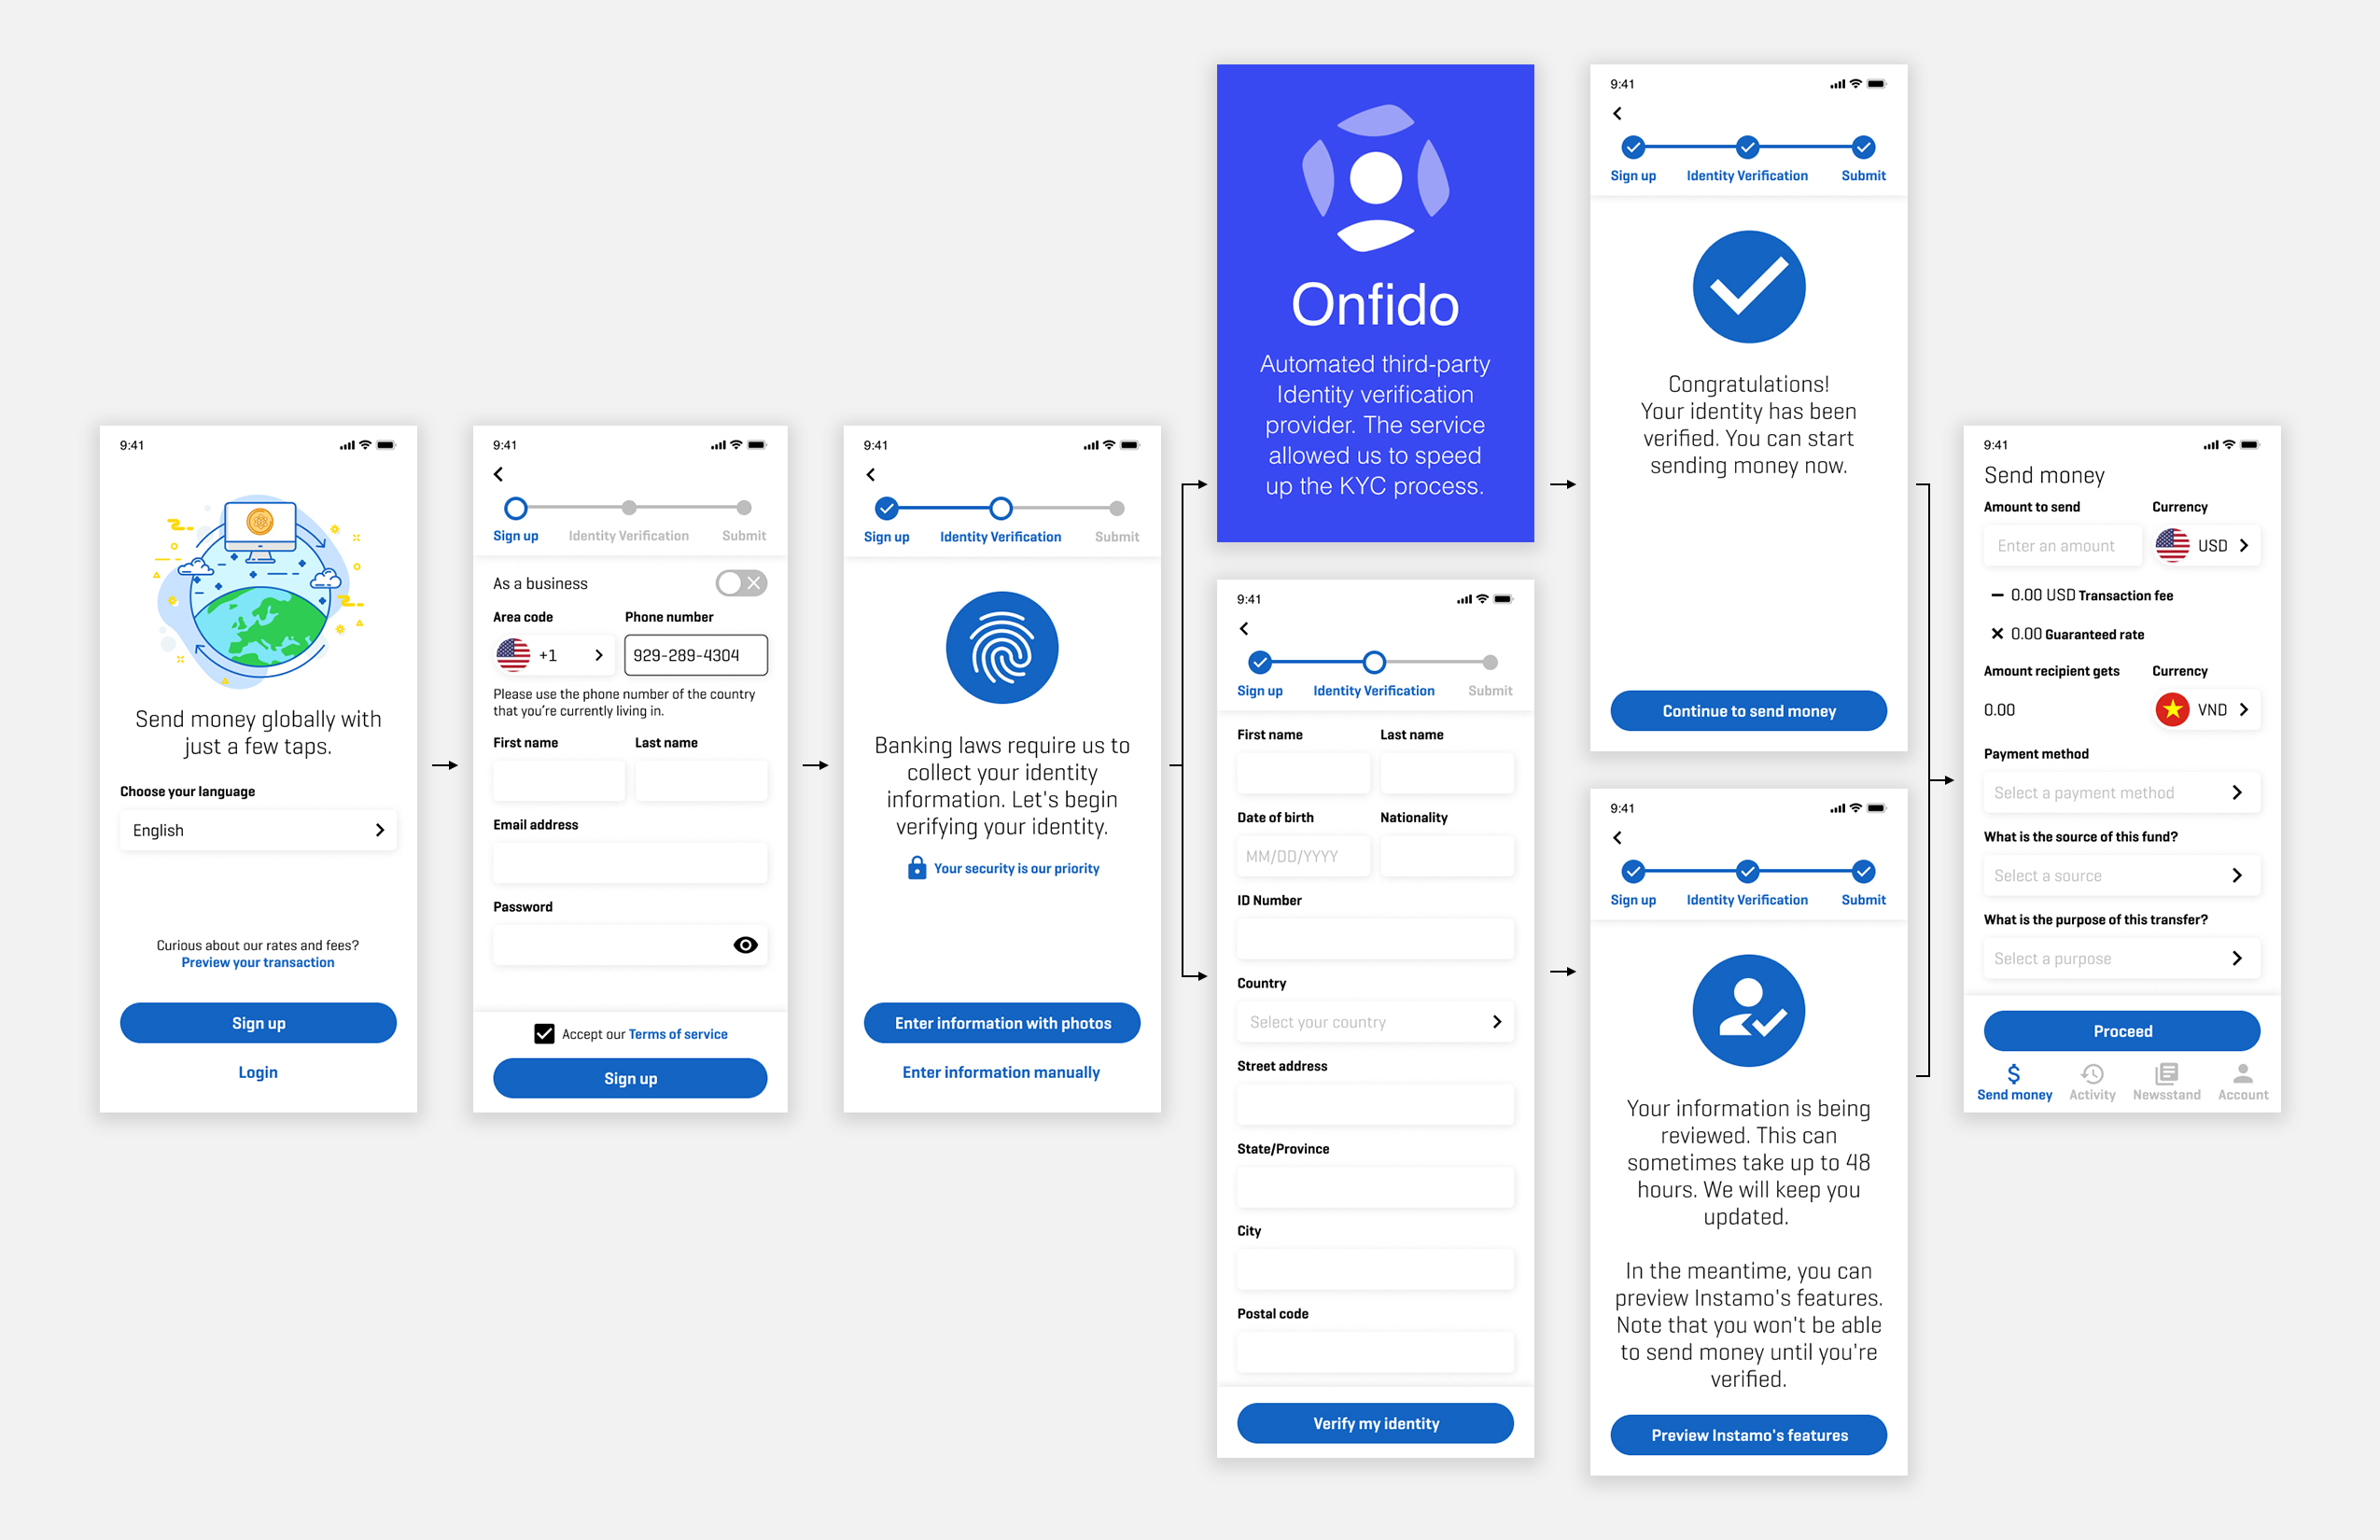 9:41
Send money globally with
just a few taps.
Choose your language
English
Curious about our rates and fees?
Preview your transaction
Sign up
Login
9:41
Sign up Identity Verification Submit
As a business
Area code Phone number
+1 929-289-4304
Please use the phone number of the country
that you're currently living in.
First name Last name
Email address
Password
Accept our Terms of service
Sign up
9:41
Sign up Identity Verification Submit
Banking laws require us to
collect your identity
information. Let's begin
verifying your identity.
Your security is our priority
Enter information with photos
Enter information manually
Onfido
Automated third-party
Identity verification
provider. The service
allowed us to speed
up the KYC process.
9:41
Sign up Identity Verification Submit
First name Last name
Date of birth Nationality
MM/DD/YYYY
ID Number
Country
Select your country
Street address
State/Province
City
Postal code
Verify my identity
9:41
Sign up Identity Verification Submit
Congratulations!
Your identity has been
verified. You can start
sending money now.
Continue to send money
9:41
Sign up Identity Verification Submit
Your information is being
reviewed. This can
sometimes take up to 48
hours. We will keep you
updated.
In the meantime, you can
preview Instamo's features.
Note that you won't be able
to send money until you're
verified.
Preview Instamo's features
9:41
Send money
Amount to send Currency
Enter an amount USD
0.00 USD Transaction fee
0.00 Guaranteed rate
Amount recipient gets Currency
0.00 VND
Payment method
Select a payment method
What is the source of this fund?
Select a source
What is the purpose of this transfer?
Select a purpose
Proceed
Send money Activity Newsstand Account